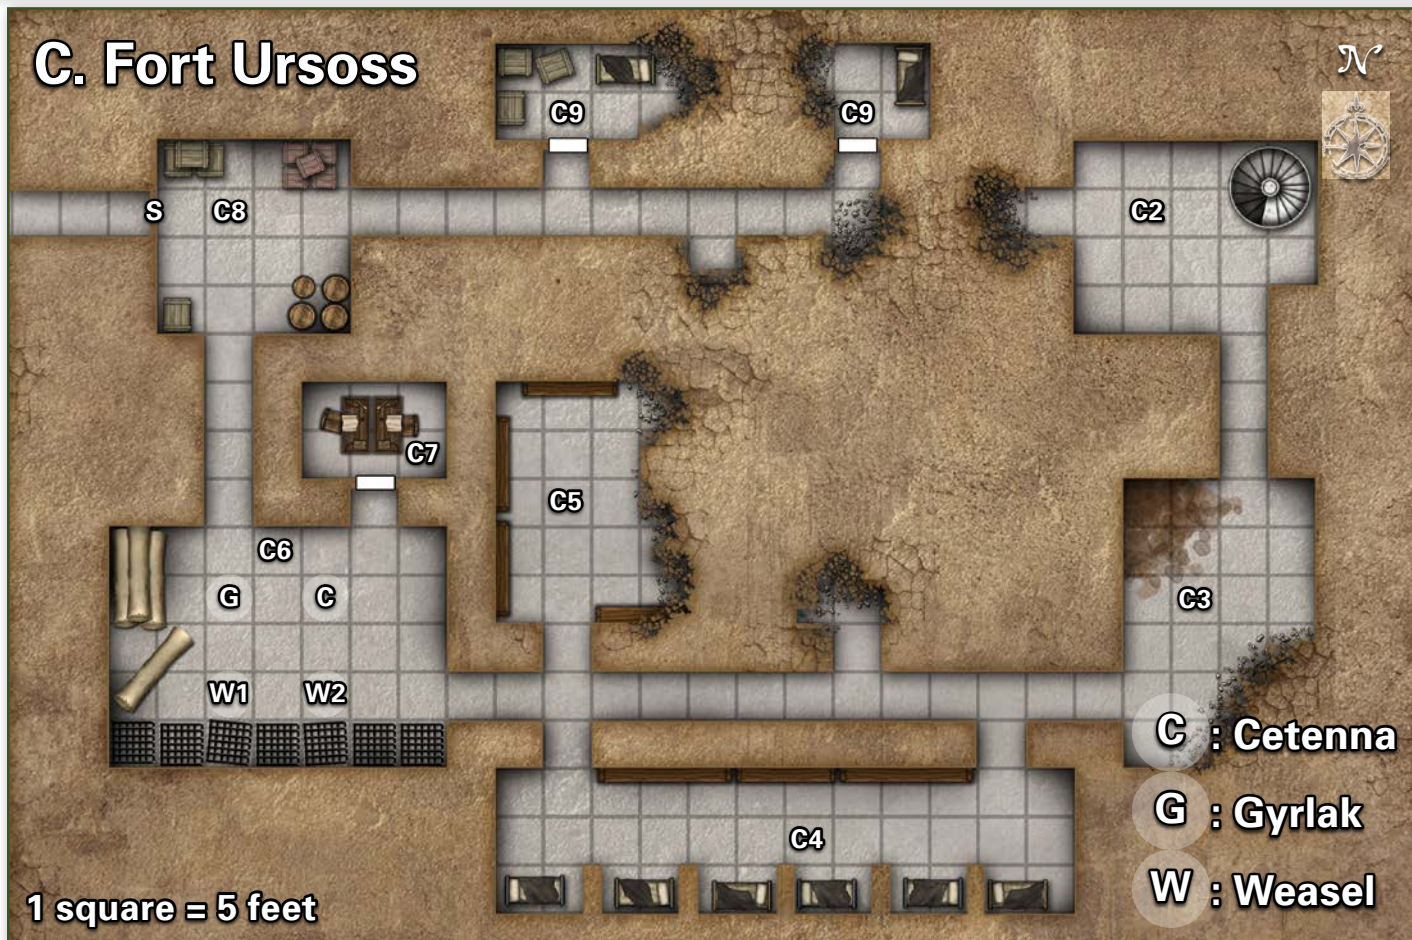 C. Fort Ursoss
N
C9
C9
S
C8
C2
C7
C5
C6
G
C
C3
W1
W2
C : Cetenna
G : Gyrlak
C4
W : Weasel
1 square = 5 feet